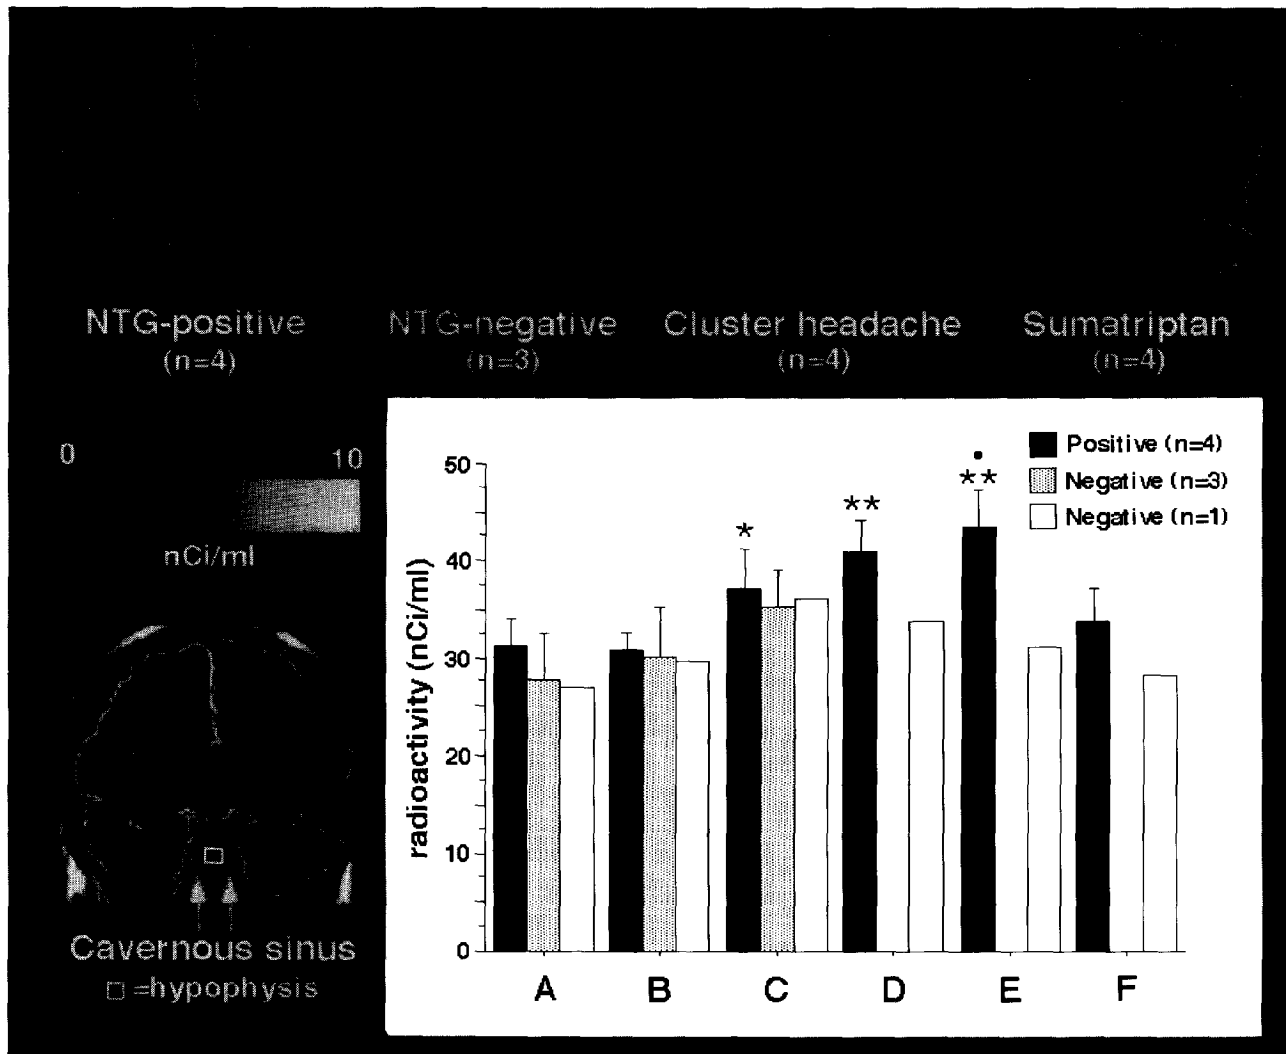 NTG-positive
(n=4)
NTG-negative
(n=3)
Cluster headache
(n=4)
Sumatriptan
(n=4)
0 10
nCi/ml
Cavernous sinus
□ =hypophysis
Positive (n=4)
Negative (n=3)
Negative (n=1)
radioactivity (nCi/ml)
50
40
30
20
10
0
*
**
•
**
A B C D E F